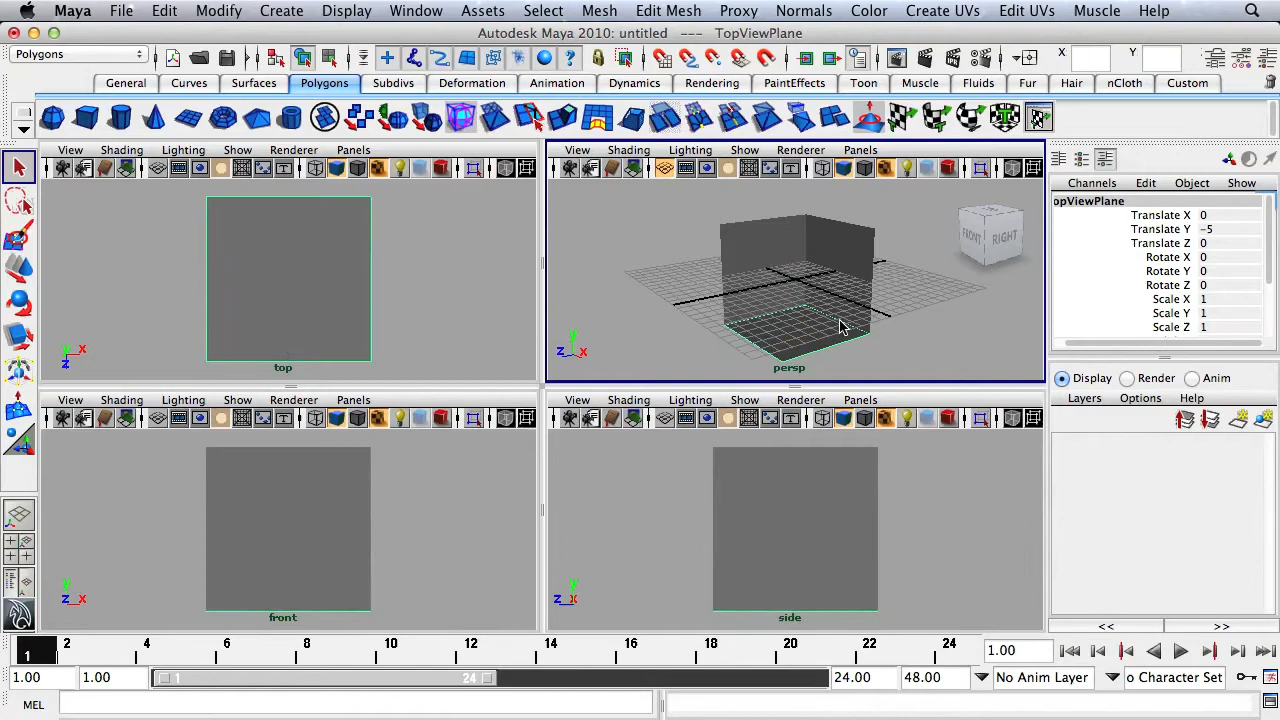 Maya File Edit Modify Create Display Window Assets Select Mesh Edit Mesh Proxy Normals Color Create UVs Edit UVs Muscle Help
Autodesk Maya 2010: untitled --- TopViewPlane
Polygons X Y
General Curves Surfaces Polygons Subdivs Deformation Animation Dynamics Rendering PaintEffects Toon Muscle Fluids Fur Hair nCloth Custom
View Shading Lighting Show Renderer Panels
View Shading Lighting Show Renderer Panels
Channels Edit Object Show
opViewPlane
Translate X 0
Translate Y -5
Translate Z 0
Rotate X 0
Rotate Y 0
Rotate Z 0
Scale X 1
Scale Y 1
Scale Z 1
FRONT RIGHT
y x z
top
y z x
persp
Display Render Anim
Layers Options Help
View Shading Lighting Show Renderer Panels
View Shading Lighting Show Renderer Panels
y z x
front
y z x
side
<< >>
1 2 4 6 8 10 12 14 16 18 20 22 24 1.00
1.00 1.00 1 24 24.00 48.00 No Anim Layer o Character Set
MEL